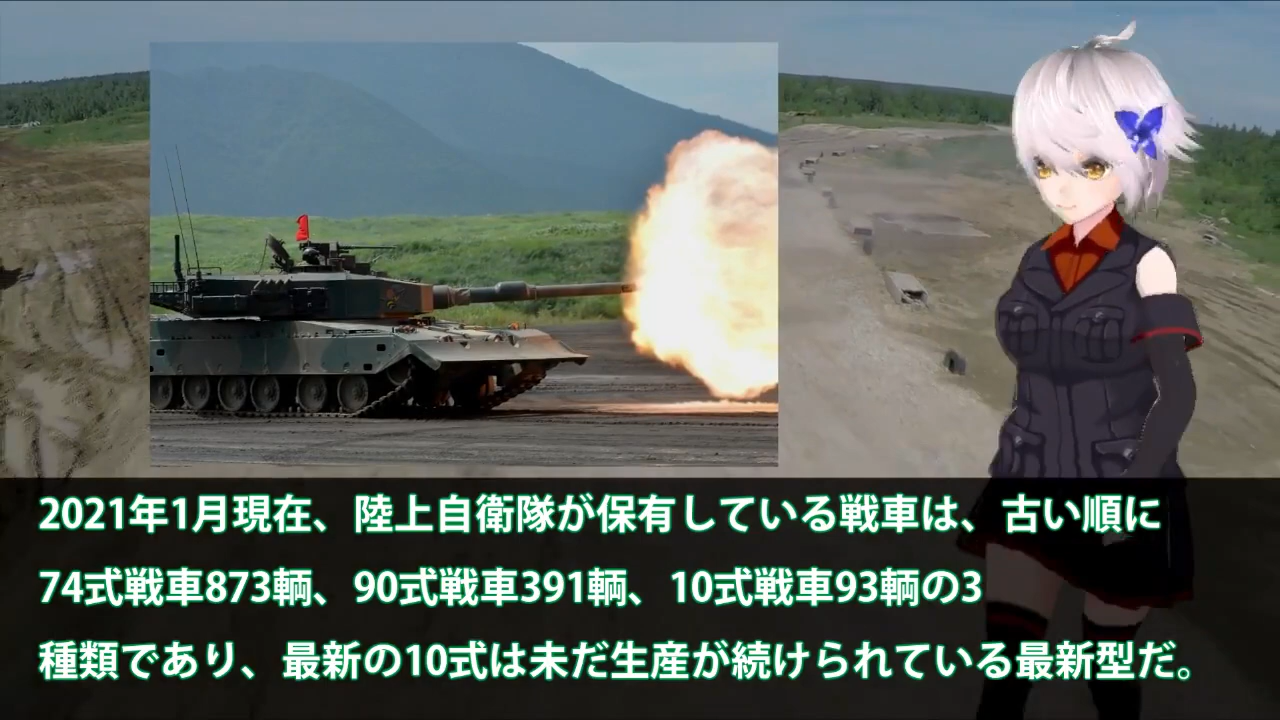 2021年1月現在、陸上自衛隊が保有している戦車は、古い順に
74式戦車873輌、90式戦車391輌、10式戦車93輌の3
種類であり、最新の10式は未だ生産が続けられている最新型だ。